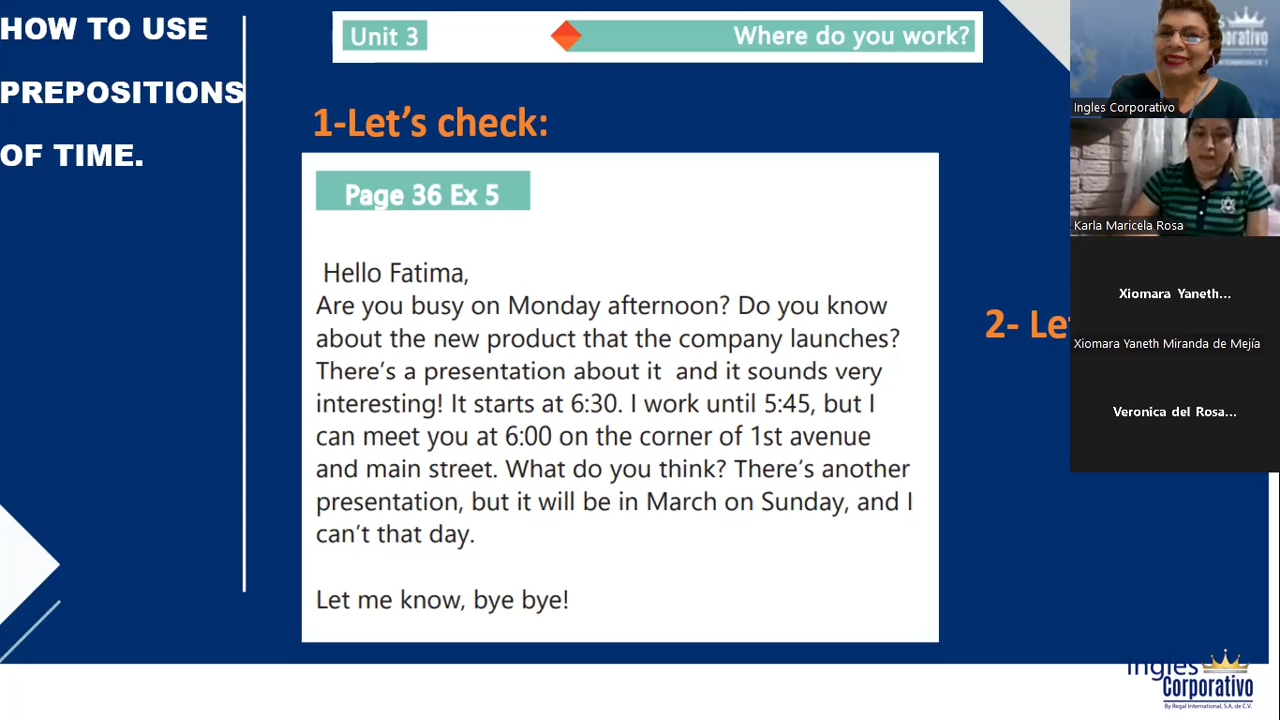 HOW TO USE
PREPOSITIONS
OF TIME.
Unit 3
Where do you work?
1-Let's check:
Page 36 Ex 5
Hello Fatima,
Are you busy on Monday afternoon? Do you know
about the new product that the company launches?
There's a presentation about it and it sounds very
interesting! It starts at 6:30. I work until 5:45, but I
can meet you at 6:00 on the corner of 1st avenue
and main street. What do you think? There's another
presentation, but it will be in March on Sunday, and I
can't that day.
Let me know, bye bye!
2- Le
Ingles Corporativo
Karla Maricela Rosa
Xiomara Yaneth...
Xiomara Yaneth Miranda de Mejía
Veronica del Rosa...
Inglés
Corporativo
By Regal International, S.A. de C.V.